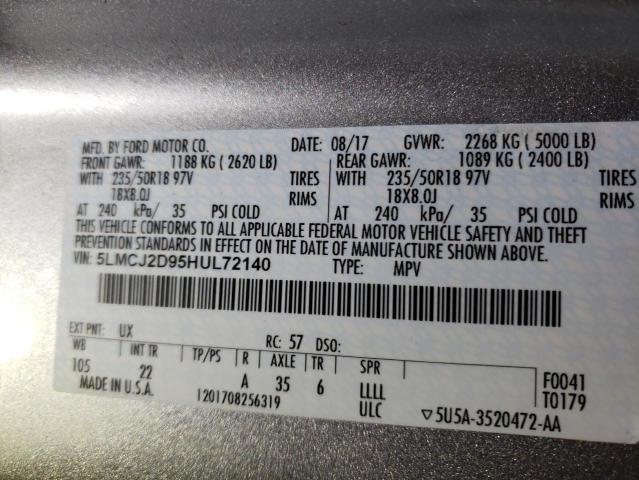 MFD. BY FORD MOTOR CO. DATE: 08/17 GVWR: 2268 KG ( 5000 LB)
FRONT GAWR: 1188 KG ( 2620 LB) REAR GAWR: 1089 KG ( 2400 LB)
WITH 235/50R18 97V TIRES WITH 235/50R18 97V TIRES
18X8.0J RIMS 18X8.0J RIMS
AT 240 kPa/ 35 PSI COLD AT 240 kPa/ 35 PSI COLD
THIS VEHICLE CONFORMS TO ALL APPLICABLE FEDERAL MOTOR VEHICLE SAFETY AND THEFT
PREVENTION STANDARDS IN EFFECT ON THE DATE OF MANUFACTURE SHOWN ABOVE.
VIN: 5LMCJ2D95HUL72140 TYPE: MPV
EXT PNT: UX RC: 57 DSO:
WB INT TR TP/PS R AXLE TR SPR
105 22 A 35 6 LLLL F0041
MADE IN U.S.A. 1201708256319 ULC T0179
▽5U5A-3520472-AA